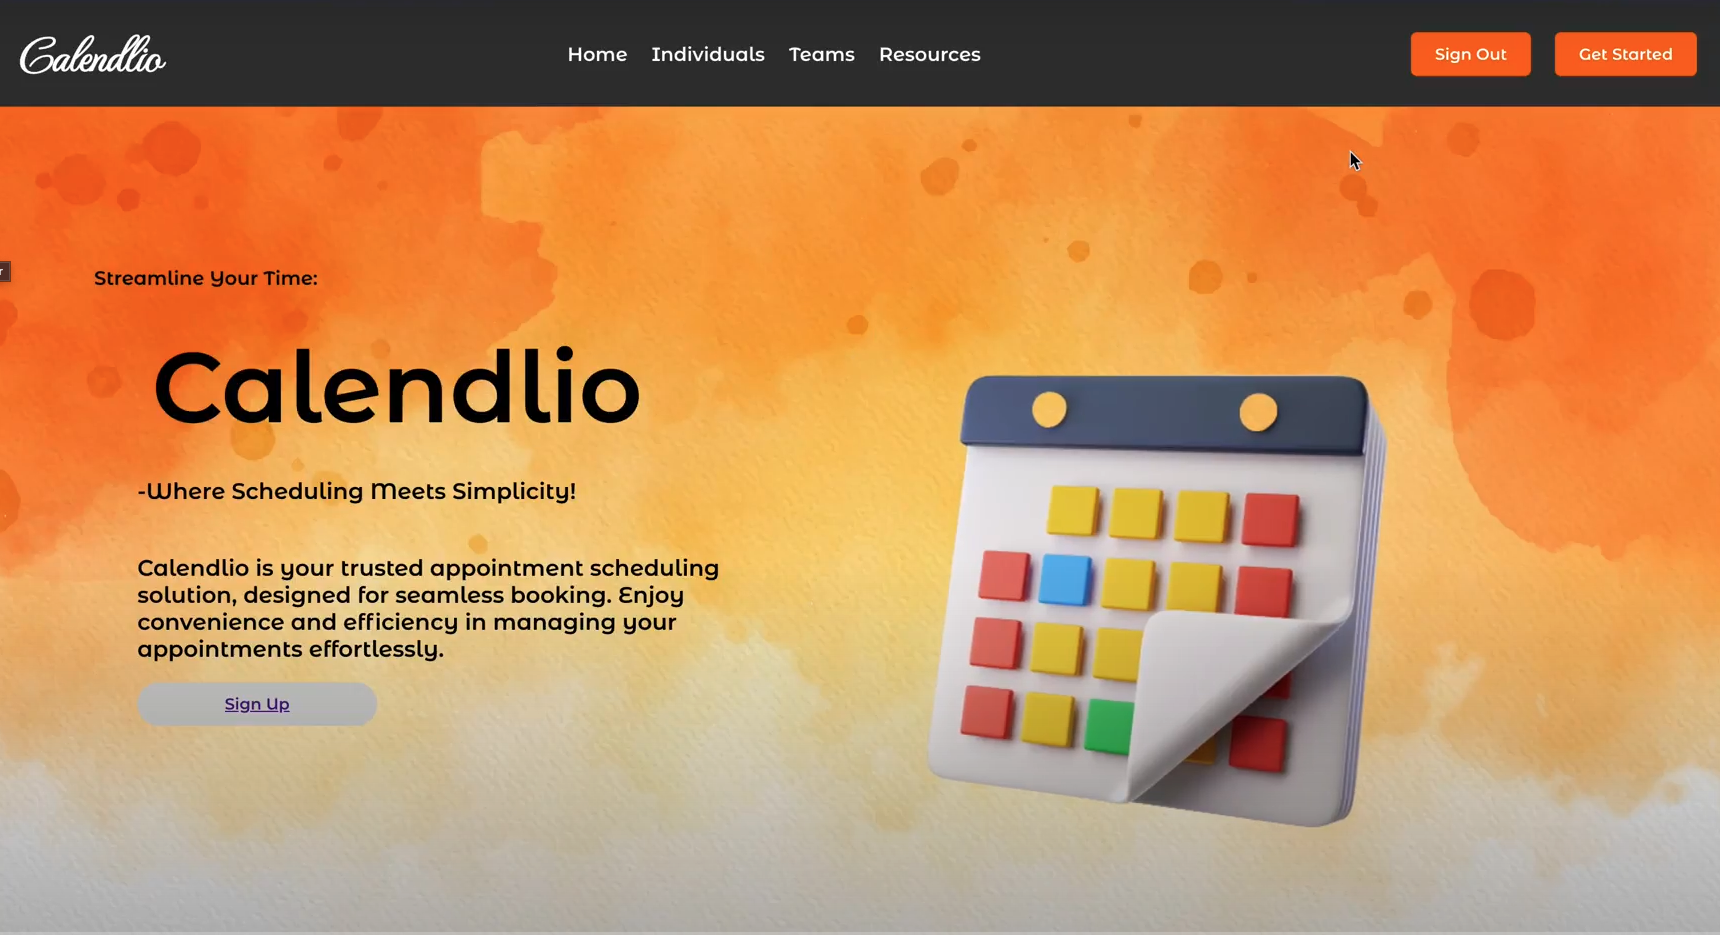 Calendlio
Home Individuals Teams Resources
Sign Out Get Started
Streamline Your Time:
Calendlio
-Where Scheduling Meets Simplicity!
Calendlio is your trusted appointment scheduling
solution, designed for seamless booking. Enjoy
convenience and efficiency in managing your
appointments effortlessly.
Sign Up